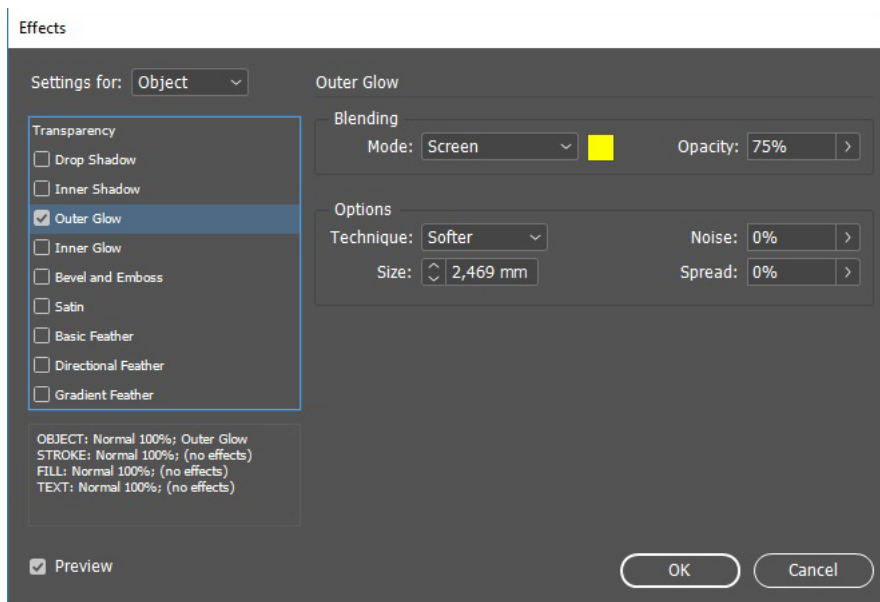 Effects
Settings for: Object
Transparency
Drop Shadow
Inner Shadow
Outer Glow
Inner Glow
Bevel and Emboss
Satin
Basic Feather
Directional Feather
Gradient Feather
OBJECT: Normal 100%; Outer Glow
STROKE: Normal 100%; (no effects)
FILL: Normal 100%; (no effects)
TEXT: Normal 100%; (no effects)
Preview
Outer Glow
Blending
Mode: Screen Opacity: 75%
Options
Technique: Softer Noise: 0%
Size: 2,469 mm Spread: 0%
OK Cancel